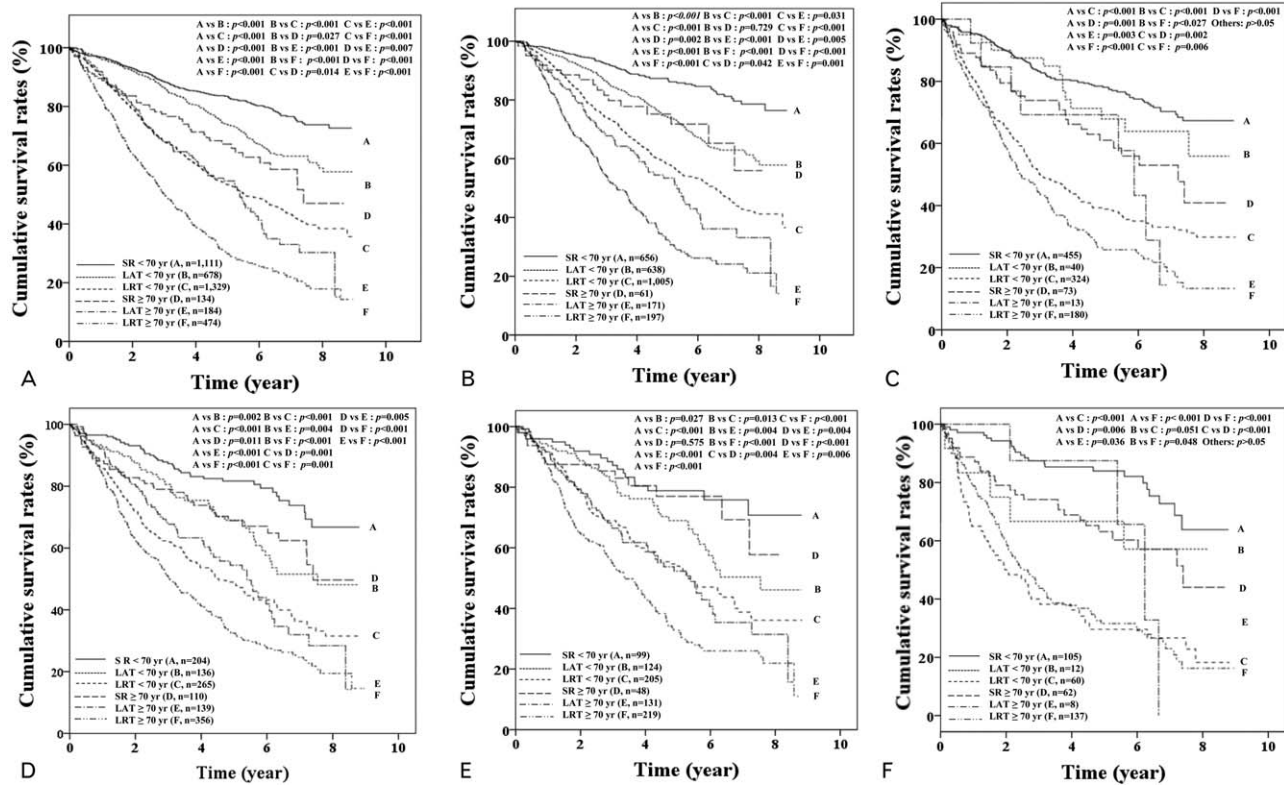 A vs B : p<0.001 B vs C : p<0.001 C vs E : p<0.001
A vs C : p<0.001 B vs D : p=0.027 C vs F : p<0.001
A vs D : p<0.001 B vs E : p<0.001 D vs E : p=0.007
A vs E : p<0.001 B vs F : p<0.001 D vs F : p<0.001
A vs F : p<0.001 C vs D : p=0.014 E vs F : p<0.001
Cumulative survival rates (%)
100
80
60
40
20
0
A
B
D
C
E
F
SR < 70 yr (A, n=1,111)
LAT < 70 yr (B, n=678)
LRT < 70 yr (C, n=1,329)
SR ≥ 70 yr (D, n=134)
LAT ≥ 70 yr (E, n=184)
LRT ≥ 70 yr (F, n=474)
0 2 4 6 8 10
Time (year)
A
A vs B : p<.001 B vs C : p<0.001 C vs E : p=0.031
A vs C : p<0.001 B vs D : p=0.729 C vs F : p<0.001
A vs D : p=0.002 B vs E : p<0.001 D vs E : p=0.005
A vs E : p<0.001 B vs F : p<0.001 D vs F : p<0.001
A vs F : p<0.001 C vs D : p=0.042 E vs F : p=0.001
Cumulative survival rates (%)
100
80
60
40
20
0
A
B
D
C
E
F
SR < 70 yr (A, n=656)
LAT < 70 yr (B, n=638)
LRT < 70 yr (C, n=1,005)
SR ≥ 70 yr (D, n=61)
LAT ≥ 70 yr (E, n=171)
LRT ≥ 70 yr (F, n=197)
0 2 4 6 8 10
Time (year)
B
A vs C : p<0.001 B vs C : p<0.001 D vs F : p<0.001
A vs D : p=0.001 B vs F : p<0.027 Others: p>0.05
A vs E : p=0.003 C vs D : p=0.002
A vs F : p<0.001 C vs F : p=0.006
Cumulative survival rates (%)
100
80
60
40
20
0
A
B
D
C
E
F
SR < 70 yr (A, n=455)
LAT < 70 yr (B, n=40)
LRT < 70 yr (C, n=324)
SR ≥ 70 yr (D, n=73)
LAT ≥ 70 yr (E, n=13)
LRT ≥ 70 yr (F, n=180)
0 2 4 6 8 10
Time (year)
C
A vs B : p=0.002 B vs C : p<0.001 D vs E : p=0.005
A vs C : p<0.001 B vs E : p=0.004 D vs F : p<0.001
A vs D : p=0.011 B vs F : p<0.001 E vs F : p<0.001
A vs E : p<0.001 C vs D : p=0.001
A vs F : p<0.001 C vs F : p=0.001
Cumulative survival rates (%)
100
80
60
40
20
0
A
D
B
C
E
F
S R < 70 yr (A, n=204)
LAT < 70 yr (B, n=136)
LRT < 70 yr (C, n=265)
SR ≥ 70 yr (D, n=110)
LAT ≥ 70 yr (E, n=139)
LRT ≥ 70 yr (F, n=356)
0 2 4 6 8 10
Time (year)
D
A vs B : p=0.027 B vs C : p=0.013 C vs F : p<0.001
A vs C : p<0.001 B vs E : p=0.004 D vs E : p=0.004
A vs D : p=0.575 B vs F : p<0.001 D vs F : p<0.001
A vs E : p<0.001 C vs D : p=0.004 E vs F : p=0.006
A vs F : p<0.001
Cumulative survival rates (%)
100
80
60
40
20
0
A
D
B
C
E
F
SR < 70 yr (A, n=99)
LAT < 70 yr (B, n=124)
LRT < 70 yr (C, n=205)
SR ≥ 70 yr (D, n=48)
LAT ≥ 70 yr (E, n=131)
LRT ≥ 70 yr (F, n=219)
0 2 4 6 8 10
Time (year)
E
A vs C : p<0.001 A vs F : p<0.001 D vs F : p<0.001
A vs D : p=0.006 B vs C : p=0.051 C vs D : p<0.001
A vs E : p=0.036 B vs F : p=0.048 Others: p>0.05
Cumulative survival rates (%)
100
80
60
40
20
0
A
B
D
E
C
F
SR < 70 yr (A, n=105)
LAT < 70 yr (B, n=12)
LRT < 70 yr (C, n=60)
SR ≥ 70 yr (D, n=62)
LAT ≥ 70 yr (E, n=8)
LRT ≥ 70 yr (F, n=137)
0 2 4 6 8 10
Time (year)
F